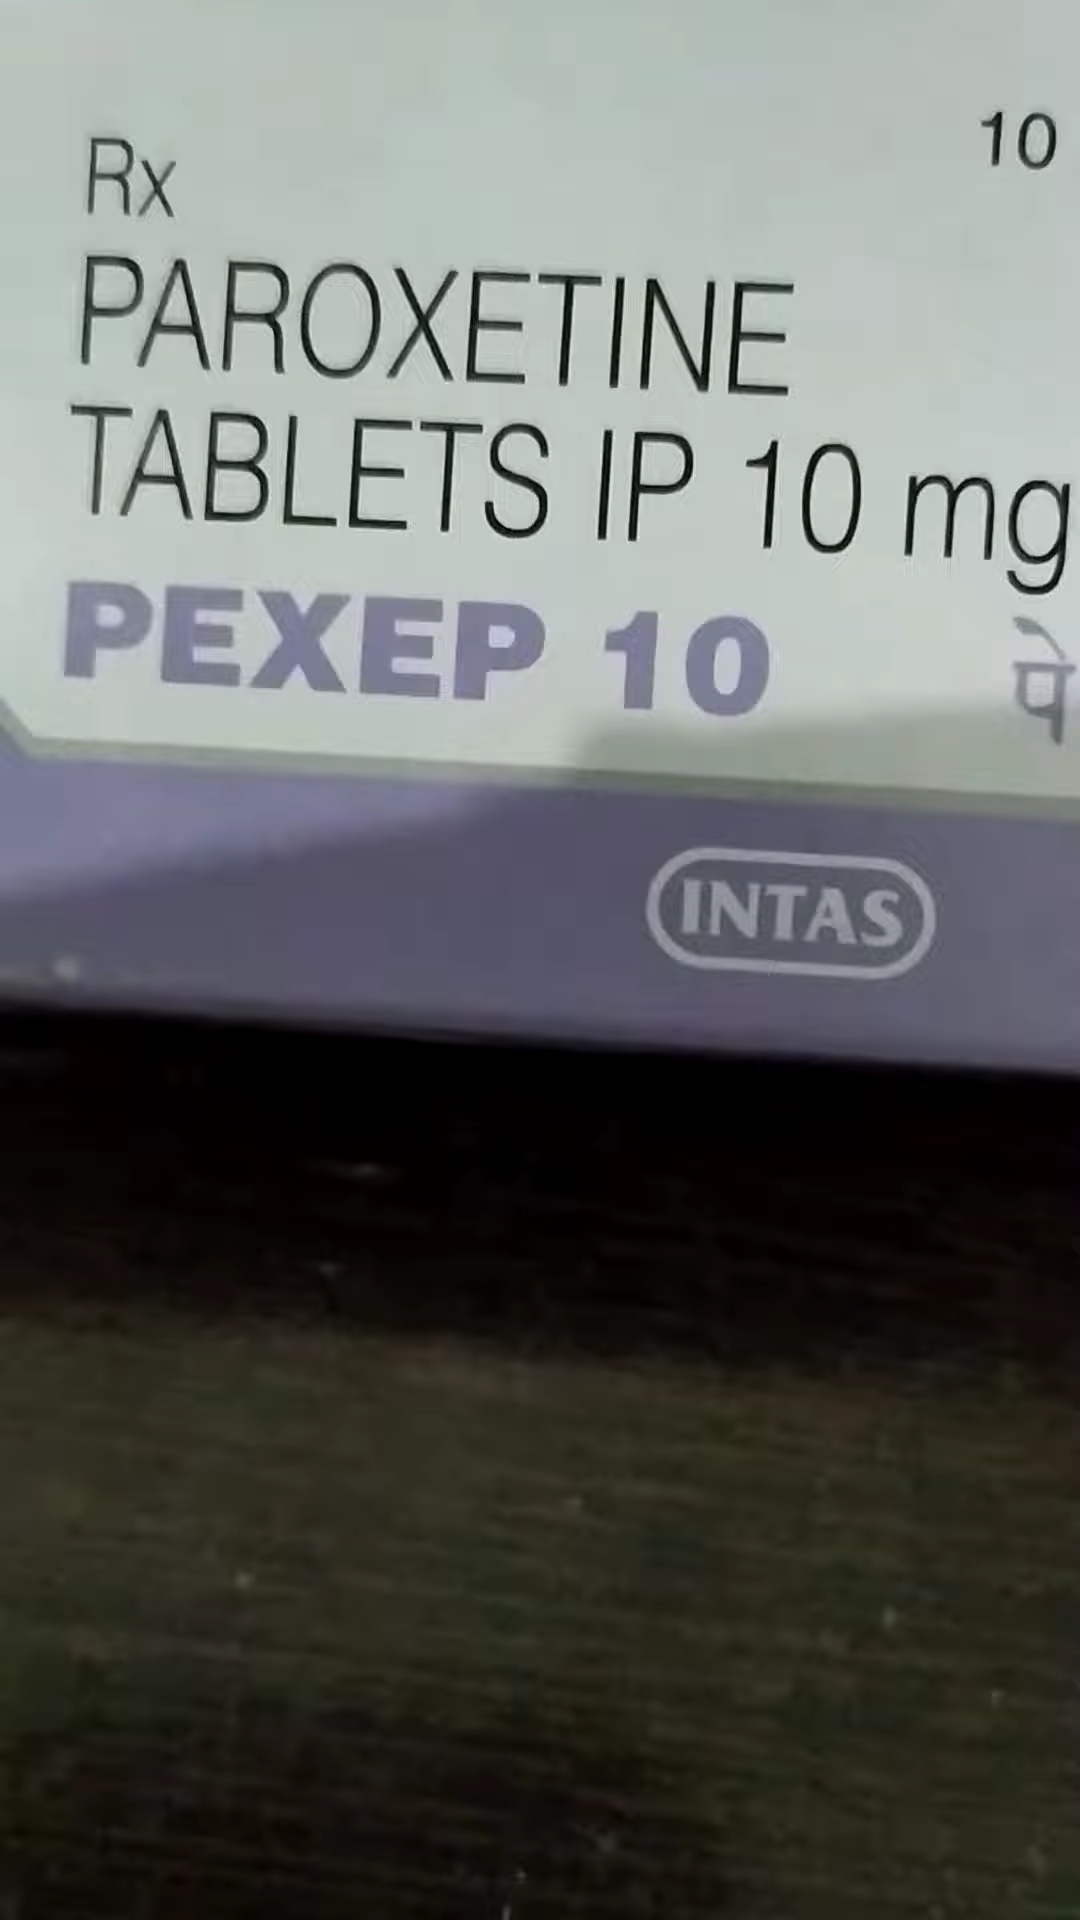 10
Rx
PAROXETINE
TABLETS IP 10 mg
PEXEP 10
INTAS